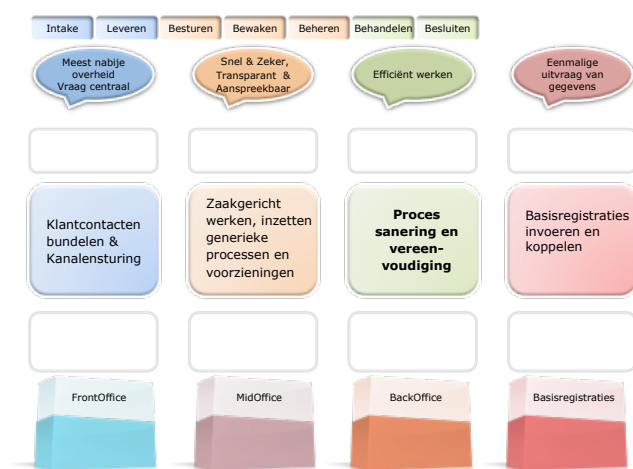 Intake Leveren Besturen Bewaken Beheren Behandelen Besluiten
Meest nabije
overheid
Vraag centraal
Snel & Zeker,
Transparant &
Aanspreekbaar
Efficiënt werken
Eenmalige
uitvraag van
gegevens
Klantcontacten
bundelen &
Kanalensturing
Zaakgericht
werken, inzetten
generieke
processen en
voorzieningen
Proces
sanering en
vereen-
voudiging
Basisregistraties
invoeren en
koppelen
FrontOffice
MidOffice
BackOffice
Basisregistraties